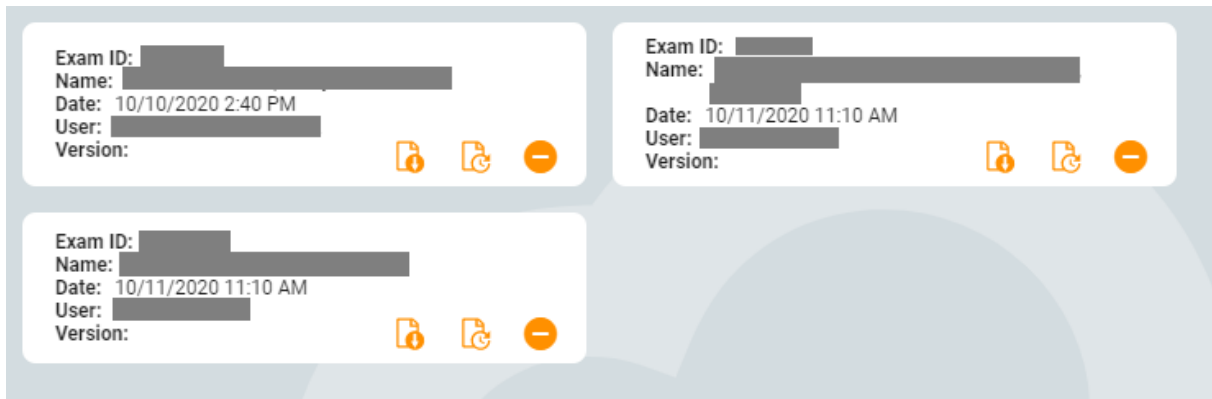 Exam ID:
Name:
Date: 10/10/2020 2:40 PM
User:
Version:
Exam ID:
Name:
Date: 10/11/2020 11:10 AM
User:
Version:
Exam ID:
Name:
Date: 10/11/2020 11:10 AM
User:
Version: